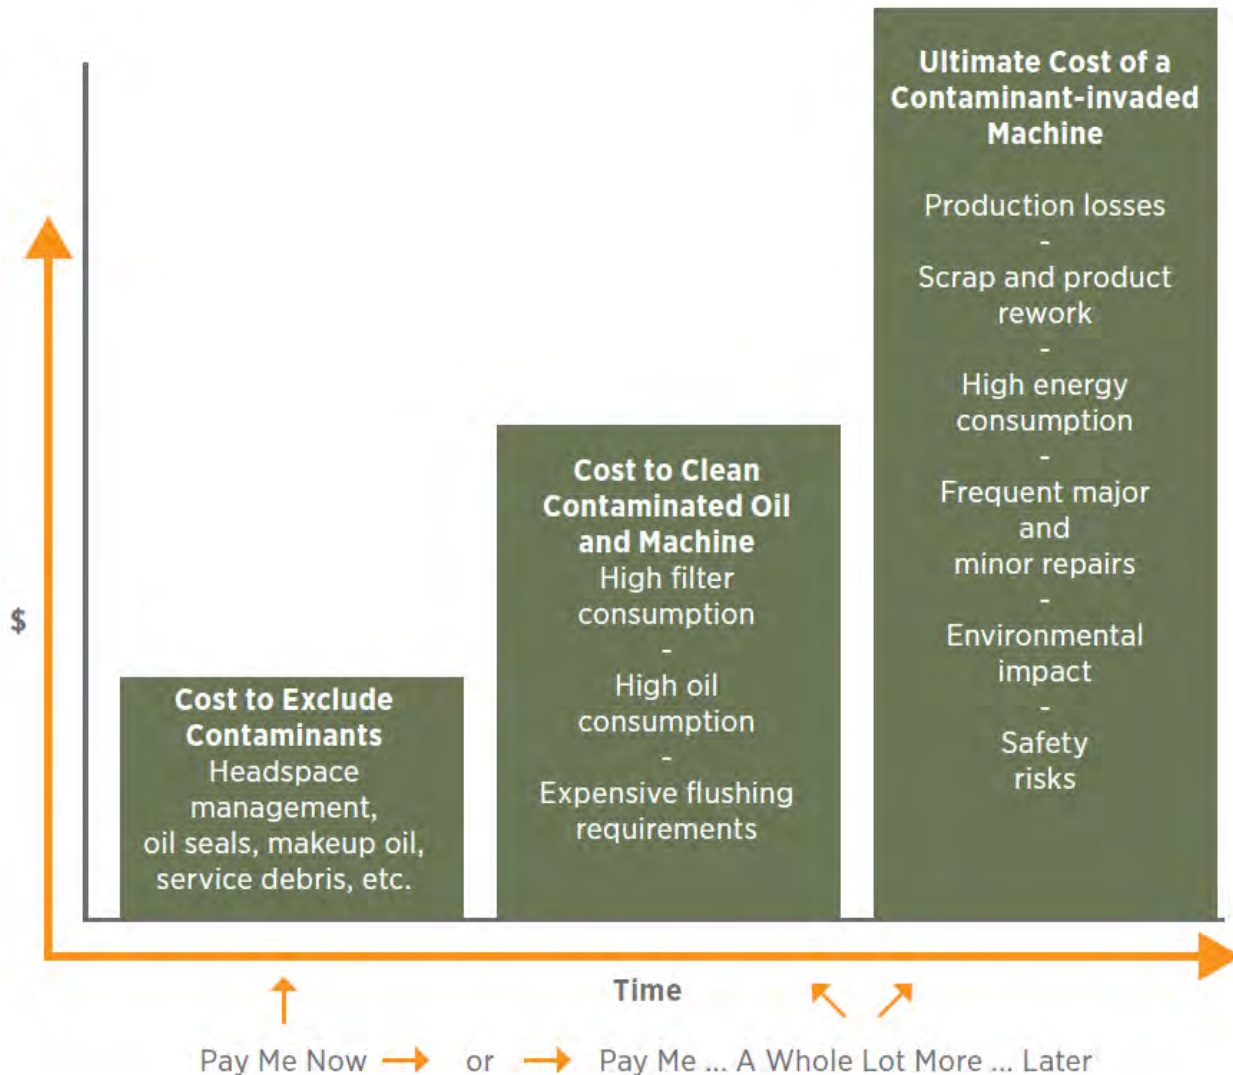 Ultimate Cost of a
Contaminant-invaded
Machine
Production losses
-
Scrap and product
rework
-
High energy
consumption
-
Frequent major
and
minor repairs
-
Environmental
impact
-
Safety
risks
Cost to Clean
Contaminated Oil
and Machine
High filter
consumption
-
High oil
consumption
-
Expensive flushing
requirements
$
Cost to Exclude
Contaminants
Headspace
management,
oil seals, makeup oil,
service debris, etc.
Time
Pay Me Now or Pay Me ... A Whole Lot More ... Later